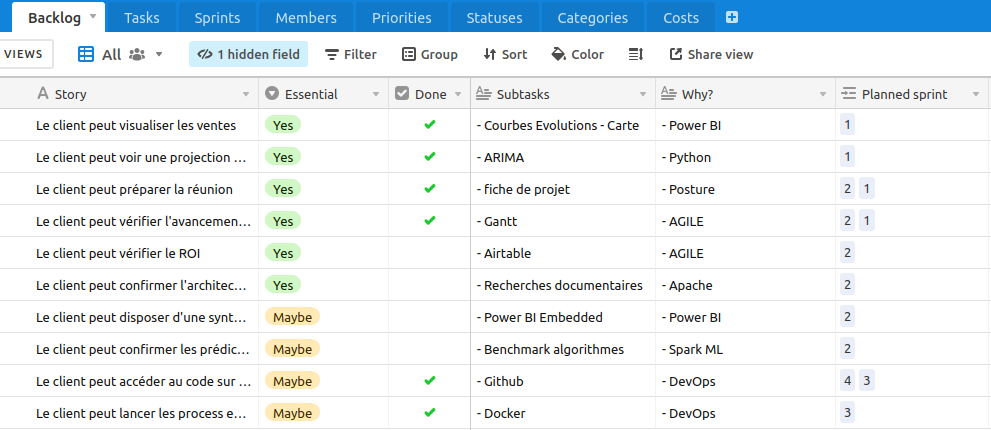 Backlog Tasks Sprints Members Priorities Statuses Categories Costs
VIEWS All 1 hidden field Filter Group Sort Color Share view
Story Essential Done Subtasks Why? Planned sprint
Le client peut visualiser les ventes Yes - Courbes Evolutions - Carte - Power BI 1
Le client peut voir une projection ... Yes - ARIMA - Python 1
Le client peut préparer la réunion Yes - fiche de projet - Posture 2 1
Le client peut vérifier l'avancemen... Yes - Gantt - AGILE 2 1
Le client peut vérifier le ROI Yes - Airtable - AGILE 2
Le client peut confirmer l'architec... Yes - Recherches documentaires - Apache 2
Le client peut disposer d'une synt... Maybe - Power BI Embedded - Power BI 2
Le client peut confirmer les prédic... Maybe - Benchmark algorithmes - Spark ML 2
Le client peut accéder au code sur ... Maybe - Github - DevOps 4 3
Le client peut lancer les process e... Maybe - Docker - DevOps 3